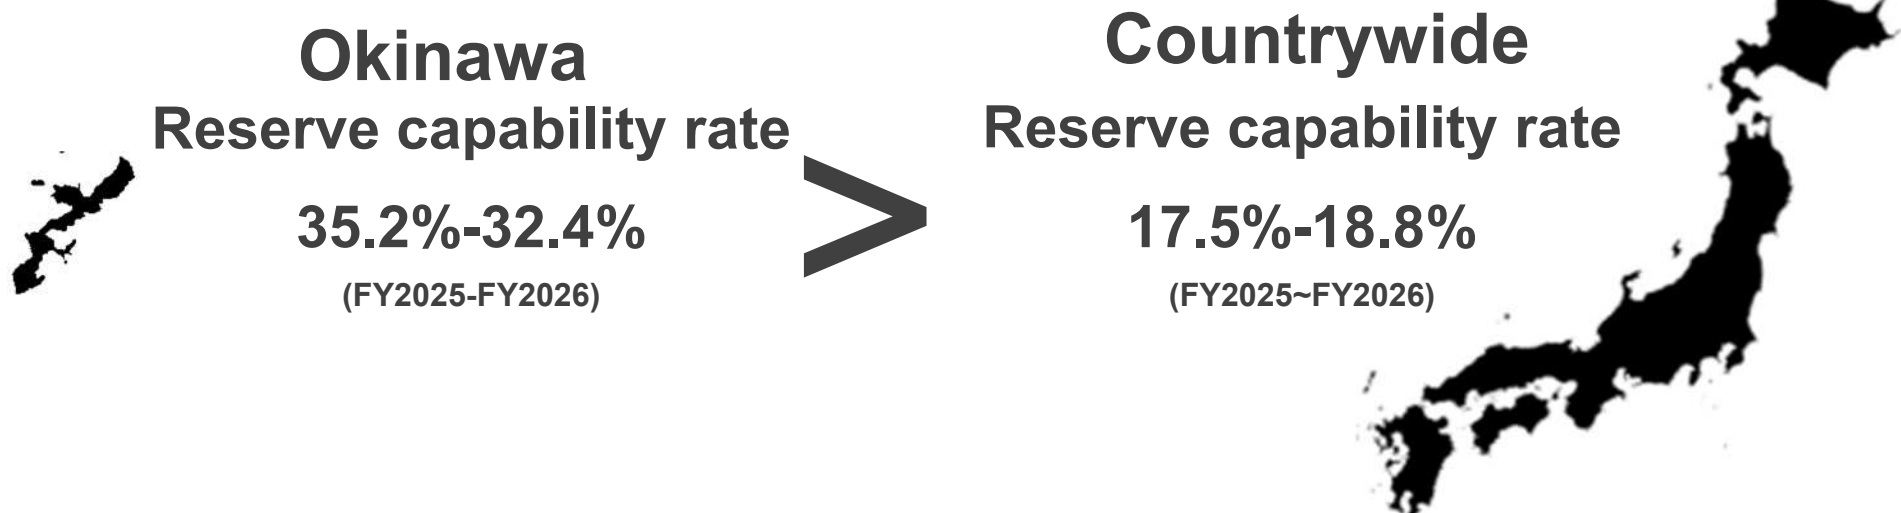 Okinawa
Reserve capability rate
35.2%-32.4%
(FY2025-FY2026)
>
Countrywide
Reserve capability rate
17.5%-18.8%
(FY2025~FY2026)